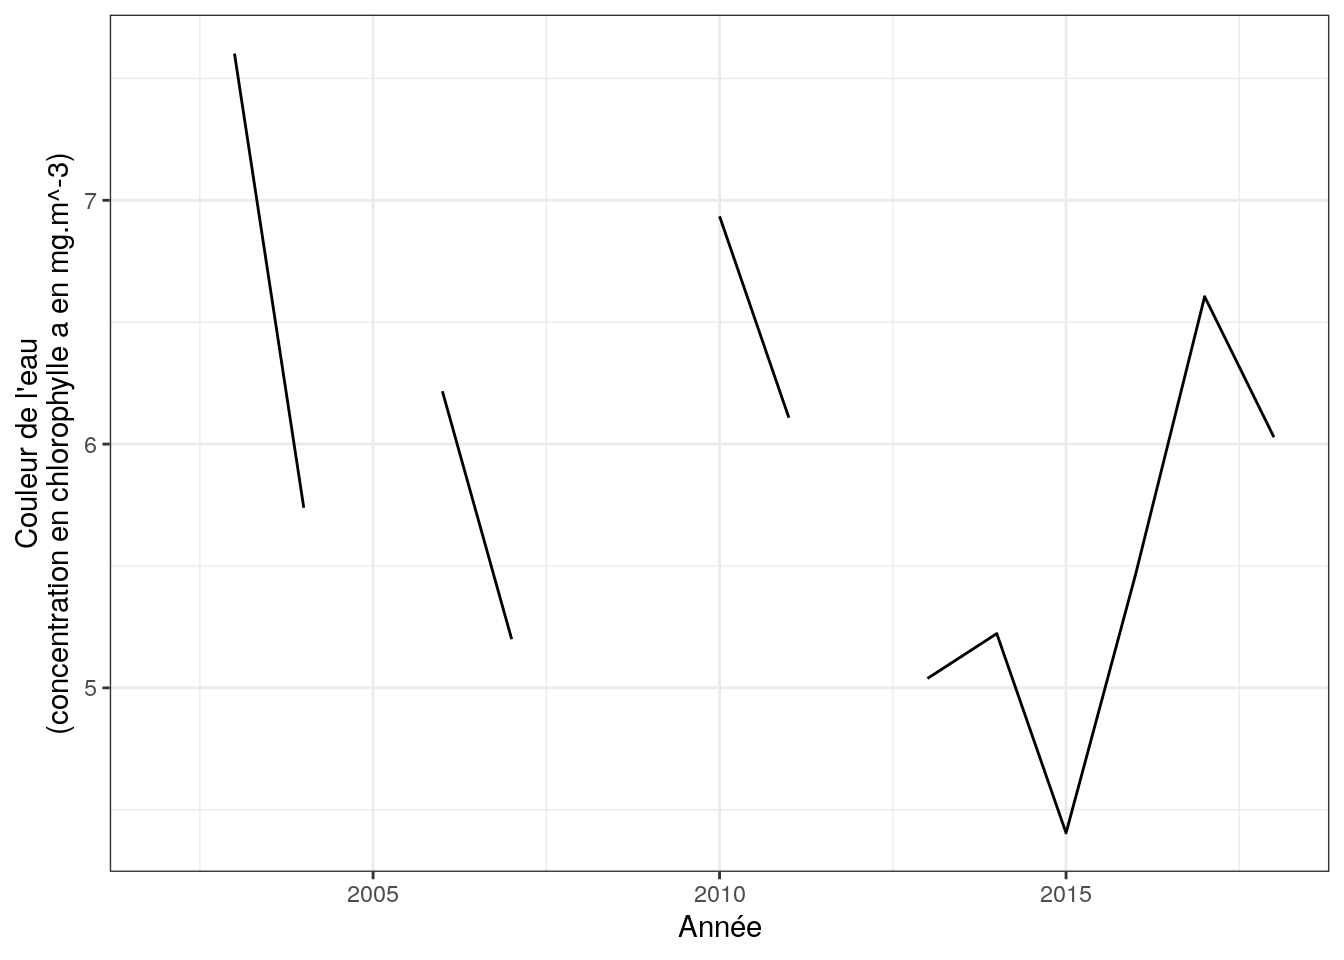 Couleur de l'eau
(concentration en chlorophylle a en mg.m^-3)
7
6
5
2005
2010
2015
Année